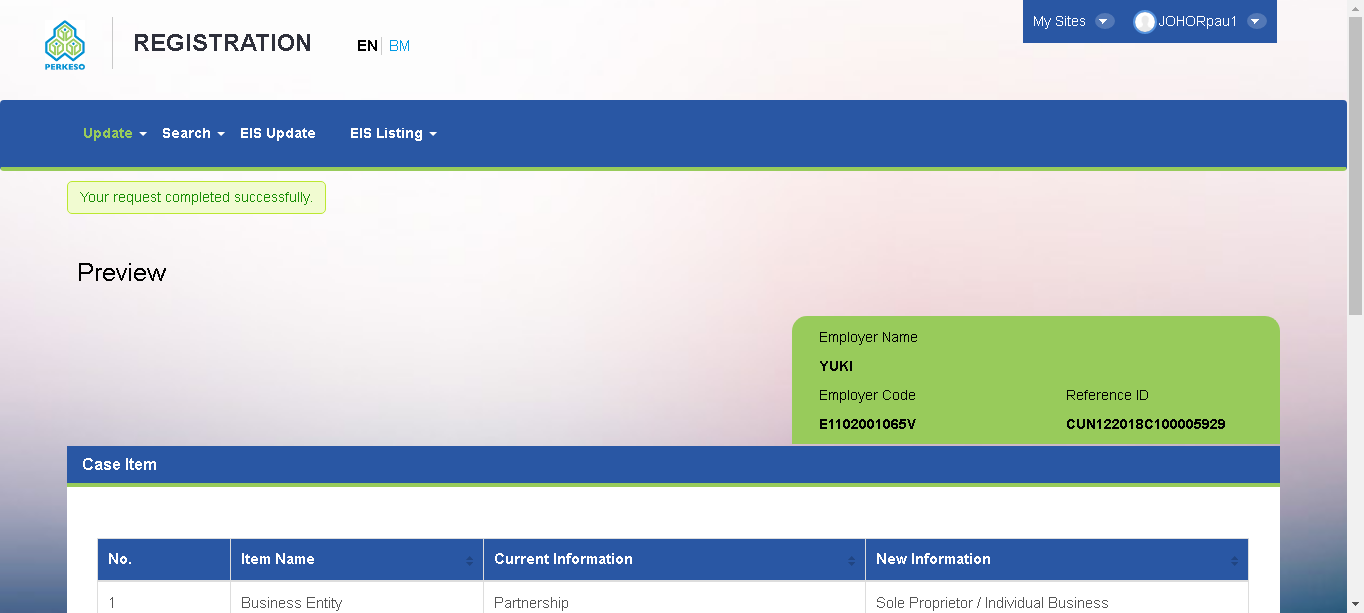 My Sites JOHORpau1
PERKESO
REGISTRATION EN BM
Update Search EIS Update EIS Listing
Your request completed successfully.
Preview
Employer Name
YUKI
Employer Code Reference ID
E1102001065V CUN122018C100005929
Case Item
No. Item Name Current Information New Information
1 Business Entity Partnership Sole Proprietor / Individual Business